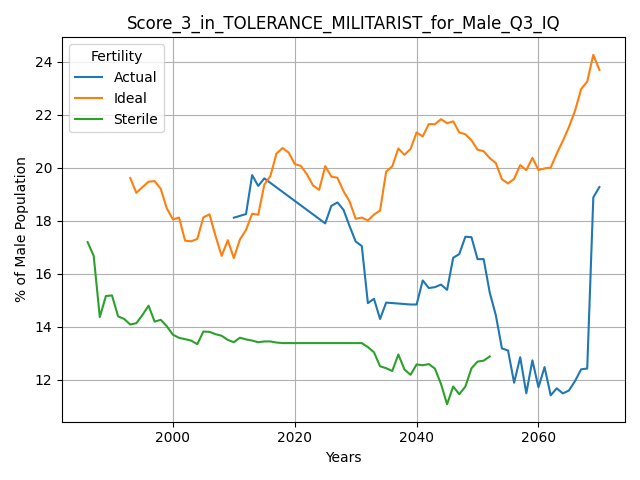 Score_3_in_TOLERANCE_MILITARIST_for_Male_Q3_IQ
Fertility
Actual
Ideal
Sterile
% of Male Population
24
22
20
18
16
14
12
2000
2020
2040
2060
Years